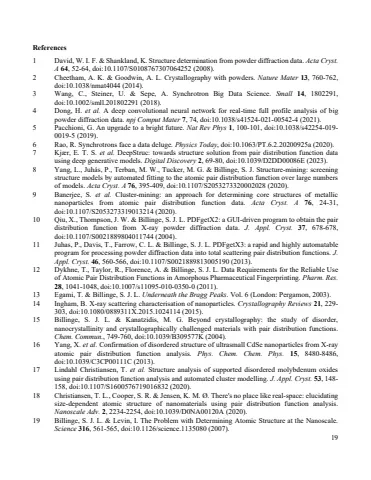 References
1 David, W. I. F. & Shankland, K. Structure determination from powder diffraction data. Acta Cryst.
A 64, 52-64, doi:10.1107/S0108767307064252 (2008).
2 Cheetham, A. K. & Goodwin, A. L. Crystallography with powders. Nature Mater 13, 760-762,
doi:10.1038/nmat4044 (2014).
3 Wang, C., Steiner, U. & Sepe, A. Synchrotron Big Data Science. Small 14, 1802291,
doi:10.1002/smll.201802291 (2018).
4 Dong, H. et al. A deep convolutional neural network for real-time full profile analysis of big
powder diffraction data. npj Comput Mater 7, 74, doi:10.1038/s41524-021-00542-4 (2021).
5 Pacchioni, G. An upgrade to a bright future. Nat Rev Phys 1, 100-101, doi:10.1038/s42254-019-
0019-5 (2019).
6 Rao, R. Synchrotrons face a data deluge. Physics Today, doi:10.1063/PT.6.2.20200925a (2020).
7 Kjær, E. T. S. et al. DeepStruc: towards structure solution from pair distribution function data
using deep generative models. Digital Discovery 2, 69-80, doi:10.1039/D2DD00086E (2023).
8 Yang, L., Juhás, P., Terban, M. W., Tucker, M. G. & Billinge, S. J. Structure-mining: screening
structure models by automated fitting to the atomic pair distribution function over large numbers
of models. Acta Cryst. A 76, 395-409, doi:10.1107/S2053273320002028 (2020).
9 Banerjee, S. et al. Cluster-mining: an approach for determining core structures of metallic
nanoparticles from atomic pair distribution function data. Acta Cryst. A 76, 24-31,
doi:10.1107/S2053273319013214 (2020).
10 Qiu, X., Thompson, J. W. & Billinge, S. J. L. PDFgetX2: a GUI-driven program to obtain the pair
distribution function from X-ray powder diffraction data. J. Appl. Cryst. 37, 678-678,
doi:10.1107/S0021889804011744 (2004).
11 Juhas, P., Davis, T., Farrow, C. L. & Billinge, S. J. L. PDFgetX3: a rapid and highly automatable
program for processing powder diffraction data into total scattering pair distribution functions. J.
Appl. Cryst. 46, 560-566, doi:10.1107/S0021889813005190 (2013).
12 Dykhne, T., Taylor, R., Florence, A. & Billinge, S. J. L. Data Requirements for the Reliable Use
of Atomic Pair Distribution Functions in Amorphous Pharmaceutical Fingerprinting. Pharm. Res.
28, 1041-1048, doi:10.1007/s11095-010-0350-0 (2011).
13 Egami, T. & Billinge, S. J. L. Underneath the Bragg Peaks. Vol. 6 (London: Pergamon, 2003).
14 Ingham, B. X-ray scattering characterisation of nanoparticles. Crystallography Reviews 21, 229-
303, doi:10.1080/0889311X.2015.1024114 (2015).
15 Billinge, S. J. L. & Kanatzidis, M. G. Beyond crystallography: the study of disorder,
nanocrystallinity and crystallographically challenged materials with pair distribution functions.
Chem. Commun., 749-760, doi:10.1039/B309577K (2004).
16 Yang, X. et al. Confirmation of disordered structure of ultrasmall CdSe nanoparticles from X-ray
atomic pair distribution function analysis. Phys. Chem. Chem. Phys. 15, 8480-8486,
doi:10.1039/C3CP00111C (2013).
17 Lindahl Christiansen, T. et al. Structure analysis of supported disordered molybdenum oxides
using pair distribution function analysis and automated cluster modelling. J. Appl. Cryst. 53, 148-
158, doi:10.1107/S1600576719016832 (2020).
18 Christiansen, T. L., Cooper, S. R. & Jensen, K. M. Ø. There's no place like real-space: elucidating
size-dependent atomic structure of nanomaterials using pair distribution function analysis.
Nanoscale Adv. 2, 2234-2254, doi:10.1039/D0NA00120A (2020).
19 Billinge, S. J. L. & Levin, I. The Problem with Determining Atomic Structure at the Nanoscale.
Science 316, 561-565, doi:10.1126/science.1135080 (2007).
19